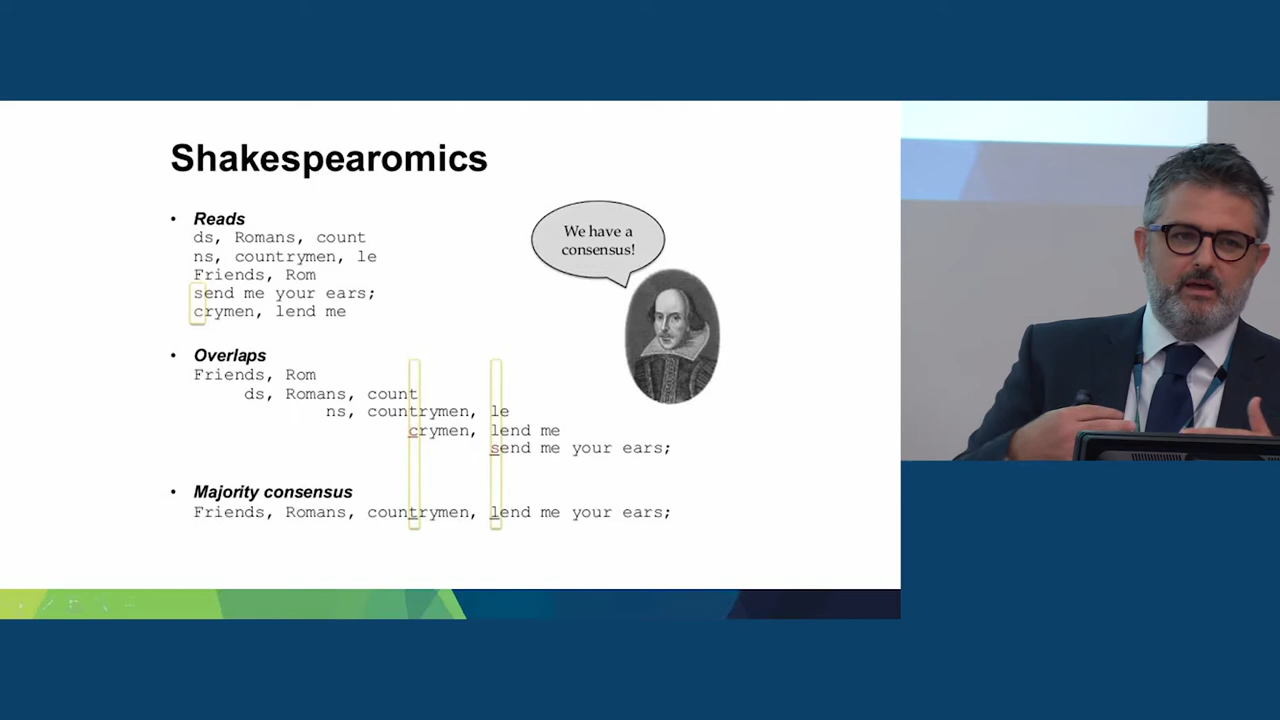 Shakespearomics
• Reads
ds, Romans, count
ns, countrymen, le
Friends, Rom
send me your ears;
crymen, lend me
We have a
consensus!
• Overlaps
Friends, Rom
ds, Romans, count
ns, countrymen, le
crymen, lend me
send me your ears;
• Majority consensus
Friends, Romans, countrymen, lend me your ears;